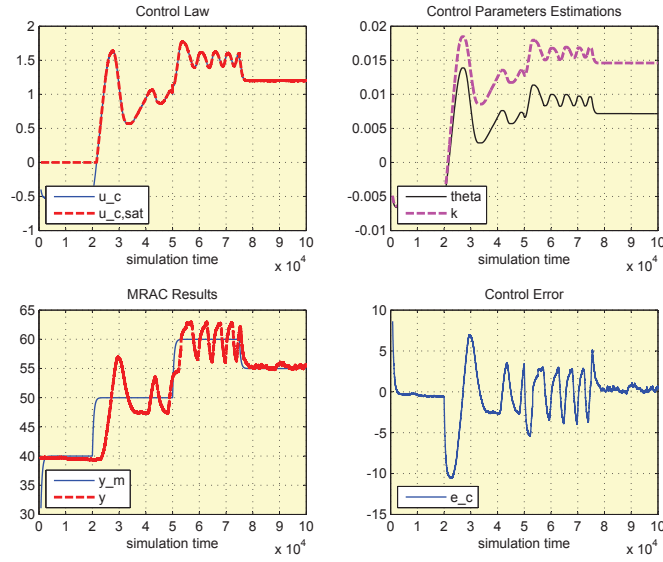 Control Law
2
1.5
1
0.5
0
-0.5
-1
u_c
u_c,sat
0 1 2 3 4 5 6 7 8 9 10
simulation time
x 10^4
Control Parameters Estimations
0.02
0.015
0.01
0.005
0
-0.005
-0.01
theta
k
0 1 2 3 4 5 6 7 8 9 10
simulation time
x 10^4
MRAC Results
65
60
55
50
45
40
35
30
y_m
y
0 1 2 3 4 5 6 7 8 9 10
simulation time
x 10^4
Control Error
10
5
0
-5
-10
-15
e_c
0 1 2 3 4 5 6 7 8 9 10
simulation time
x 10^4